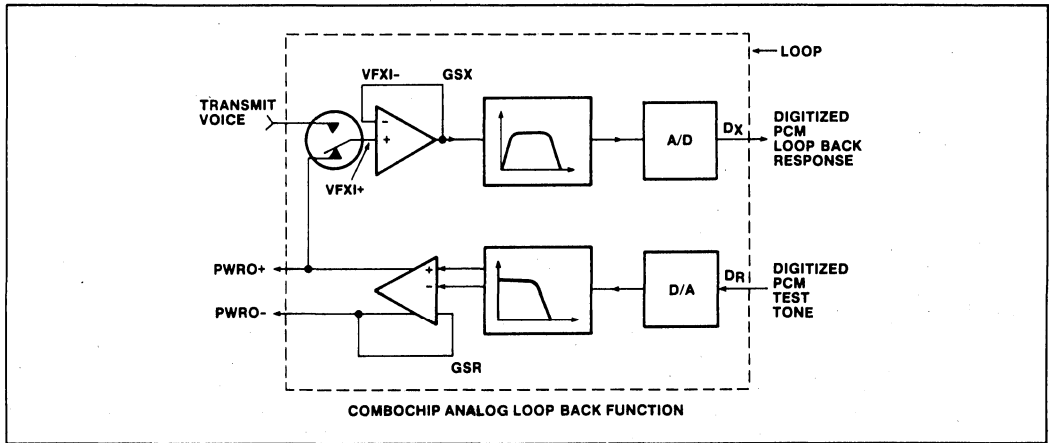 LOOP
VFXI-
GSX
TRANSMIT
VOICE
-
+
VFXI+
A/D
DX
DIGITIZED
PCM
LOOP BACK
RESPONSE
PWRO+
PWRO-
+
-
GSR
D/A
DR
DIGITIZED
PCM
TEST
TONE
COMBOCHIP ANALOG LOOP BACK FUNCTION